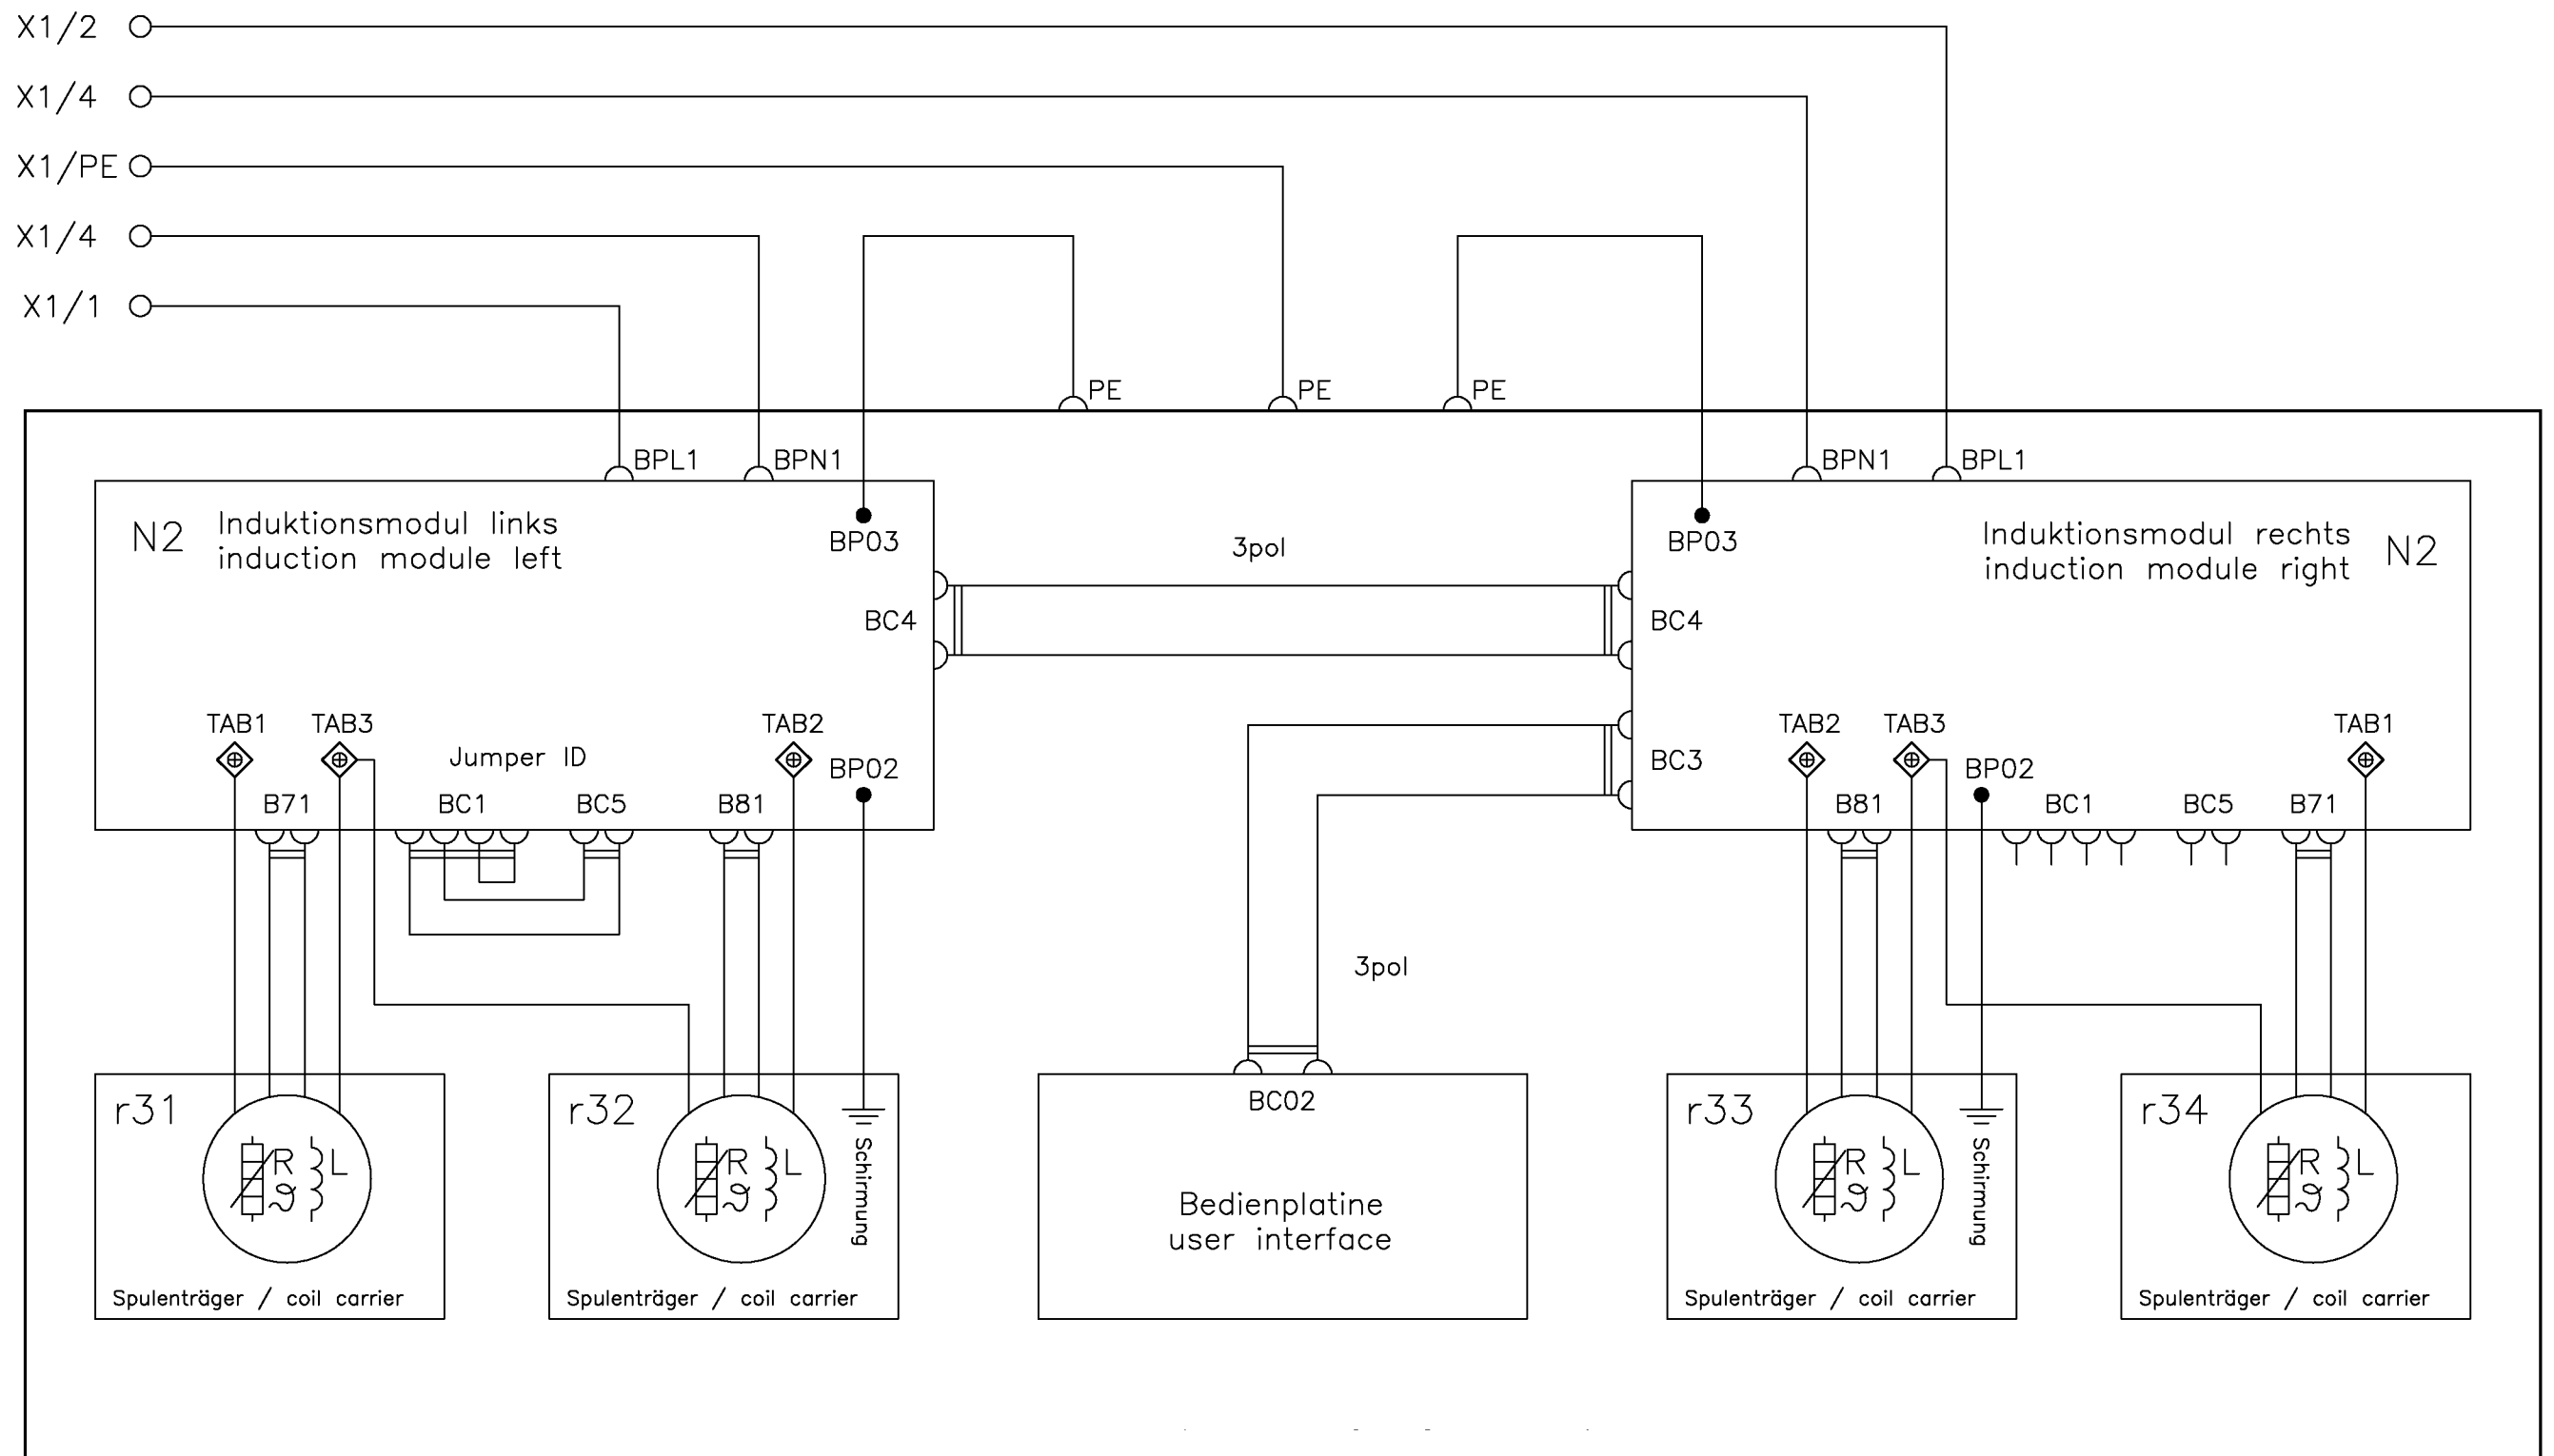 X1/2
X1/4
X1/PE
X1/4
X1/1
PE
PE
PE
BPL1
BPN1
BPN1
BPL1
N2
Induktionsmodul links
induction module left
BP03
BC4
TAB1
TAB3
Jumper ID
TAB2
BP02
B71
BC1
BC5
B81
3pol
BP03
Induktionsmodul rechts
induction module right
N2
BC4
BC3
TAB2
TAB3
TAB1
BP02
B81
BC1
BC5
B71
3pol
r31
R
L
ϑ
Spulenträger / coil carrier
r32
R
L
ϑ
Schirmung
Spulenträger / coil carrier
BC02
Bedienplatine
user interface
r33
R
L
ϑ
Schirmung
Spulenträger / coil carrier
r34
R
L
ϑ
Spulenträger / coil carrier